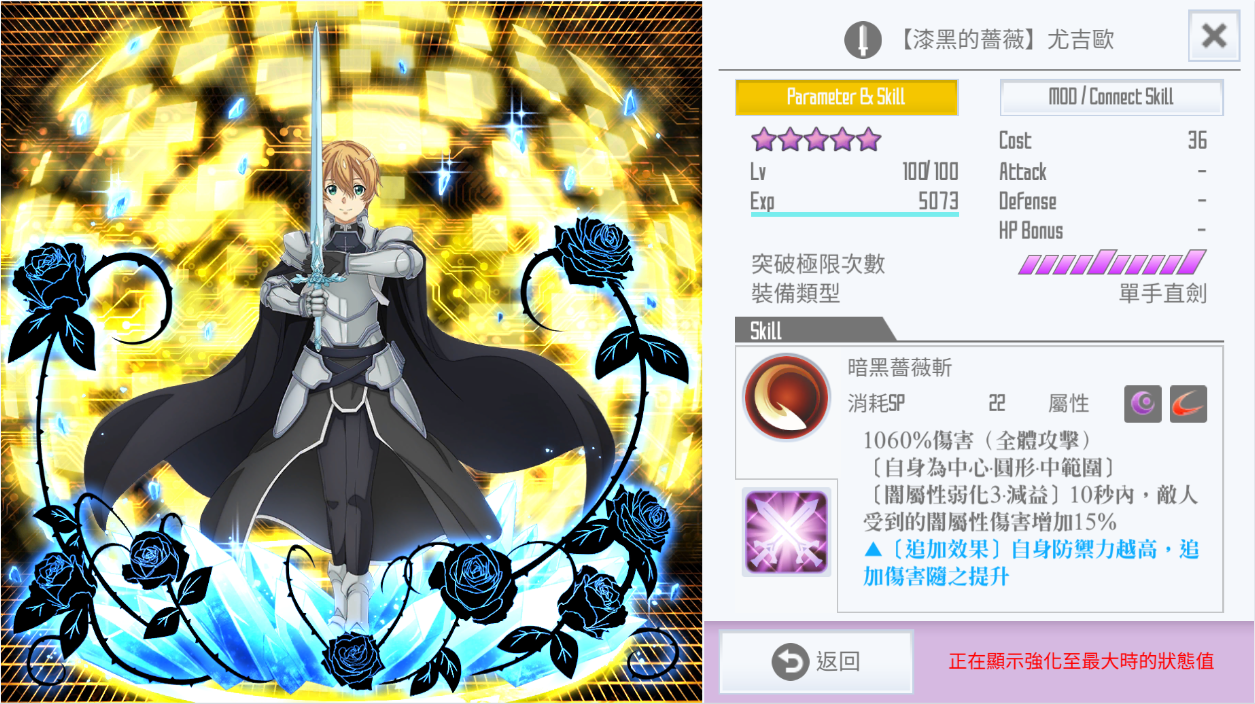 【漆黑的薔薇】尤吉歐
Parameter & Skill
MOD / Connect Skill
Cost 36
Lv 100/100
Attack -
Exp 5073
Defense -
HP Bonus -
突破極限次數
裝備類型 單手直劍
Skill
暗黑薔薇斬
消耗SP 22 屬性
1060%傷害（全體攻擊）
〔自身為中心·圓形·中範圍〕
〔闇屬性弱化3·減益〕10秒內，敵人
受到的闇屬性傷害增加15%
▲〔追加效果〕自身防禦力越高，追
加傷害隨之提升
返回
正在顯示強化至最大時的狀態值